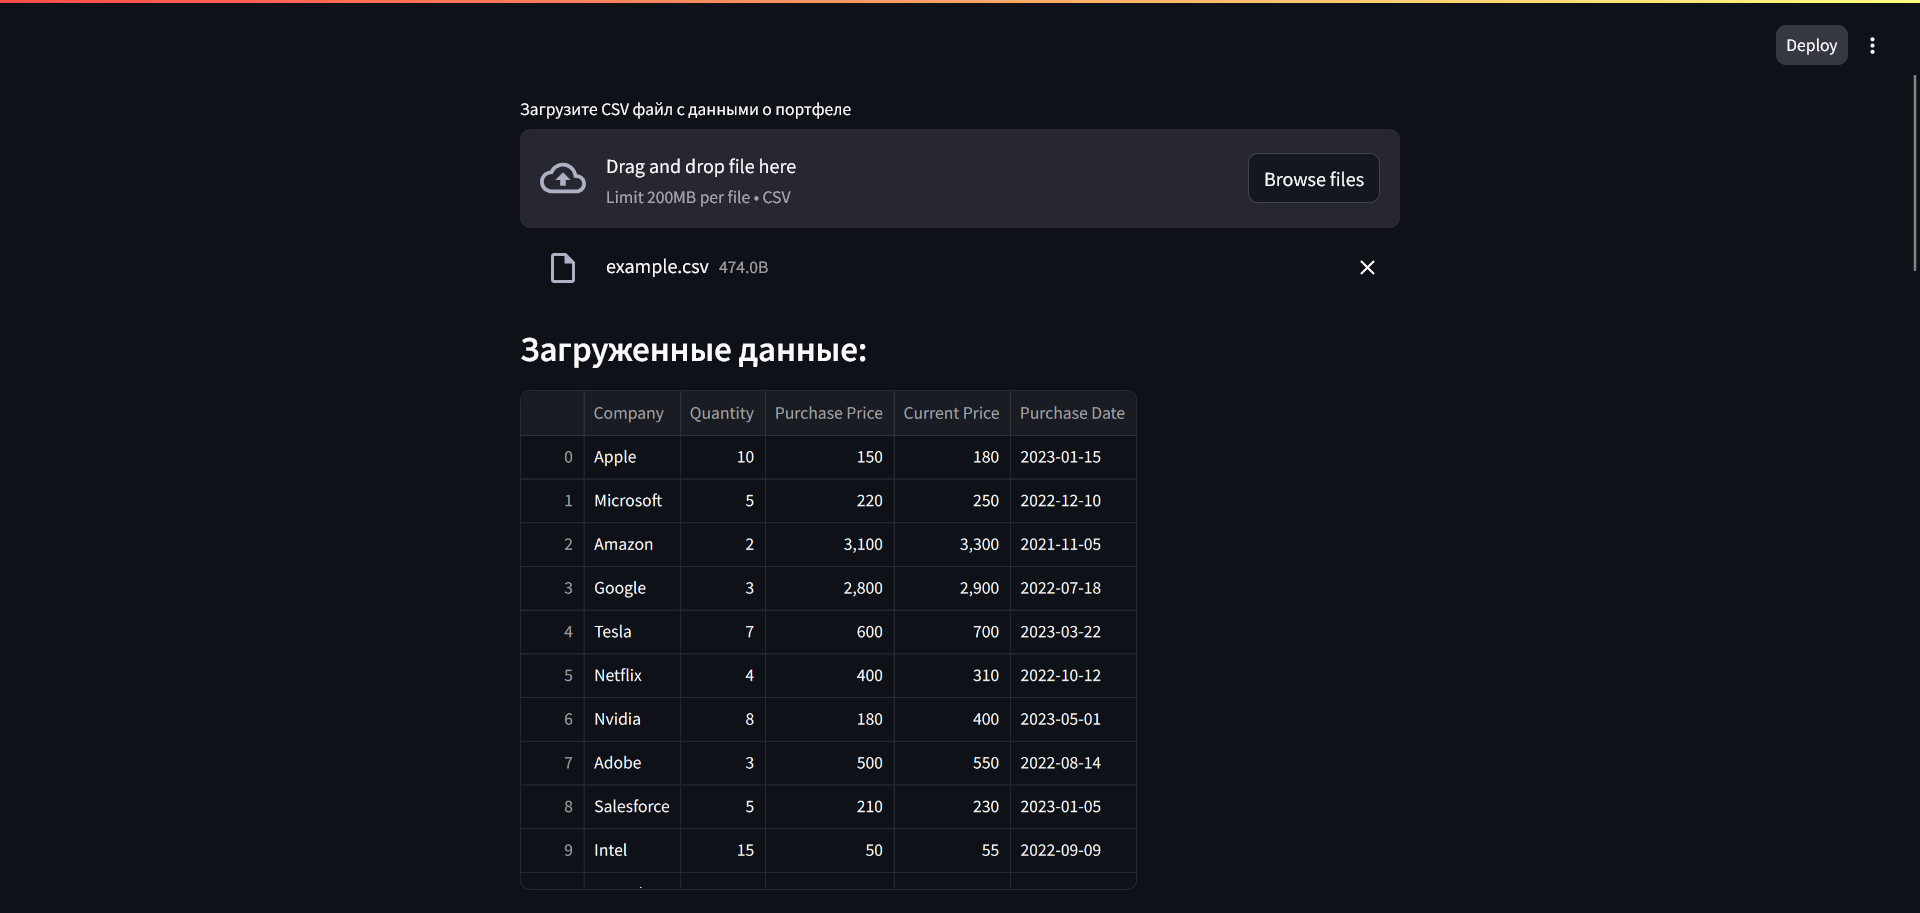 Deploy
Загрузите CSV файл с данными о портфеле
Drag and drop file here
Limit 200MB per file • CSV
Browse files
example.csv 474.0B
Загруженные данные:
Company Quantity Purchase Price Current Price Purchase Date
0 Apple 10 150 180 2023-01-15
1 Microsoft 5 220 250 2022-12-10
2 Amazon 2 3,100 3,300 2021-11-05
3 Google 3 2,800 2,900 2022-07-18
4 Tesla 7 600 700 2023-03-22
5 Netflix 4 400 310 2022-10-12
6 Nvidia 8 180 400 2023-05-01
7 Adobe 3 500 550 2022-08-14
8 Salesforce 5 210 230 2023-01-05
9 Intel 15 50 55 2022-09-09